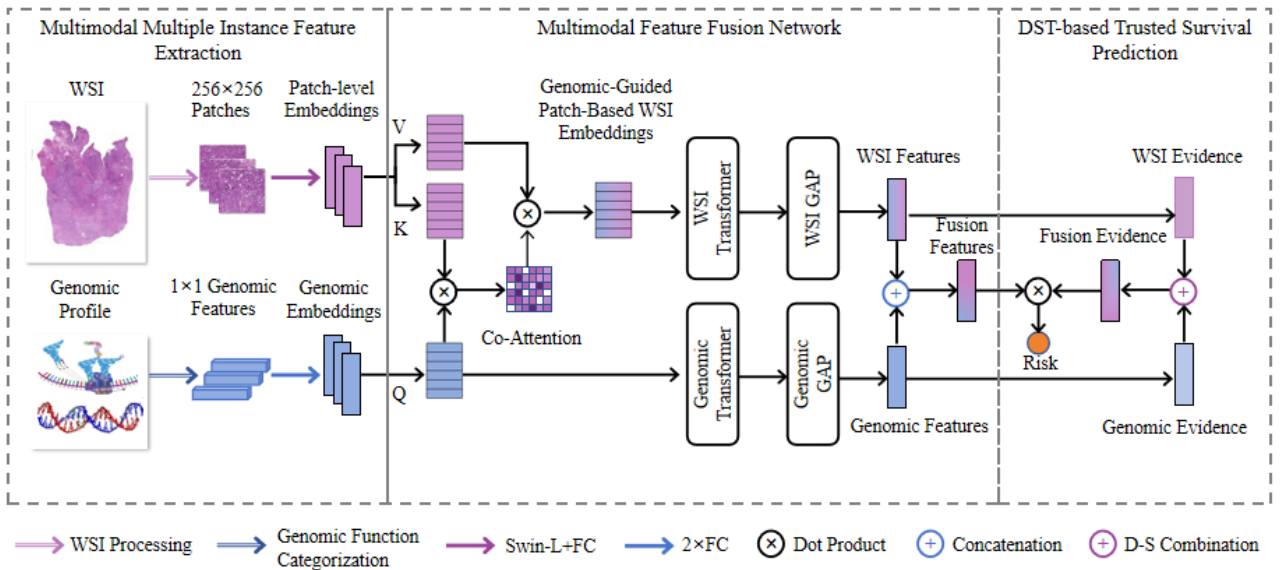 Multimodal Multiple Instance Feature
Extraction
Multimodal Feature Fusion Network
DST-based Trusted Survival
Prediction
WSI
256×256
Patches
Patch-level
Embeddings
V
K
Genomic-Guided
Patch-Based WSI
Embeddings
WSI
Transformer
WSI GAP
WSI Features
WSI Evidence
Fusion
Features
Fusion Evidence
Genomic
Profile
1×1 Genomic
Features
Genomic
Embeddings
Co-Attention
Q
Genomic
Transformer
Genomic
GAP
Risk
Genomic Features
Genomic Evidence
WSI Processing
Genomic Function
Categorization
Swin-L+FC
2×FC
Dot Product
Concatenation
D-S Combination